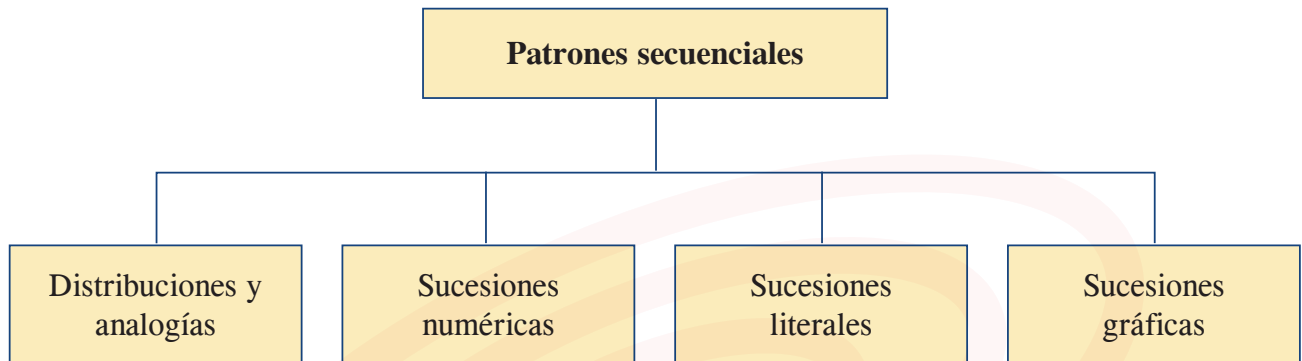 Patrones secuenciales
Distribuciones y
analogías
Sucesiones
numéricas
Sucesiones
literales
Sucesiones
gráficas